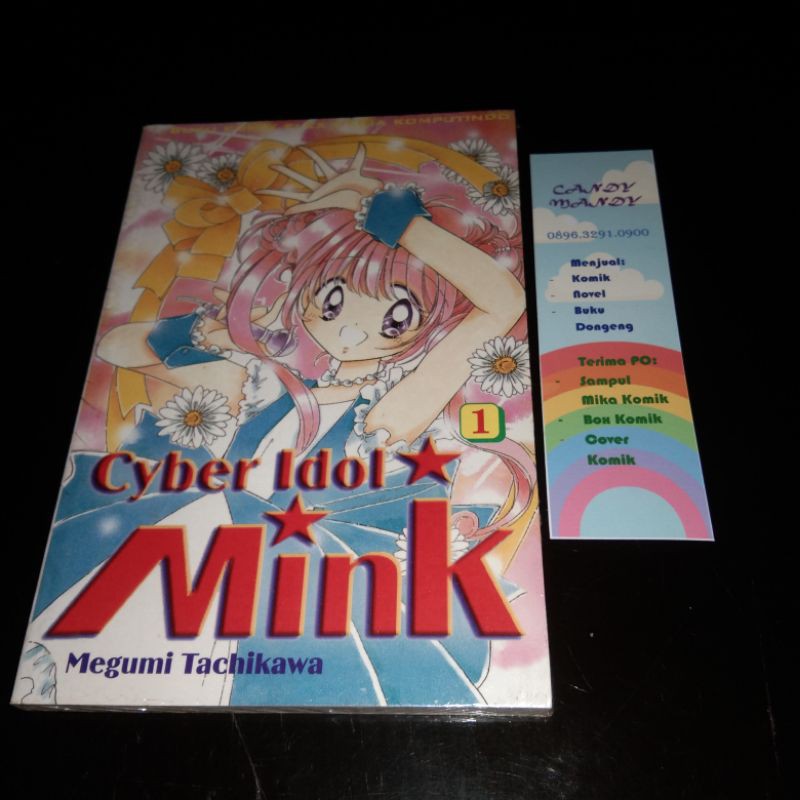 KOMPUTINDO
1
Cyber Idol
Mink
Megumi Tachikawa
CANDY
MANDY
0896.3291.0900
Menjual:
- Komik
- Novel
- Buku
Dongeng
Terima PO:
- Sampul
Mika Komik
- Box Komik
- Cover
Komik